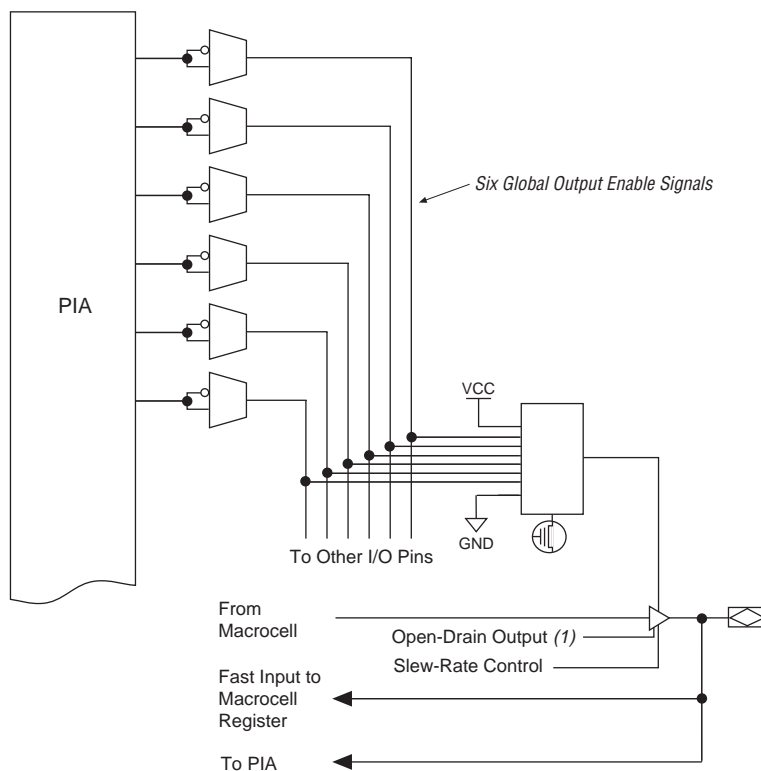 Six Global Output Enable Signals
PIA
VCC
GND
To Other I/O Pins
From
Macrocell
Open-Drain Output (1)
Slew-Rate Control
Fast Input to
Macrocell
Register
To PIA